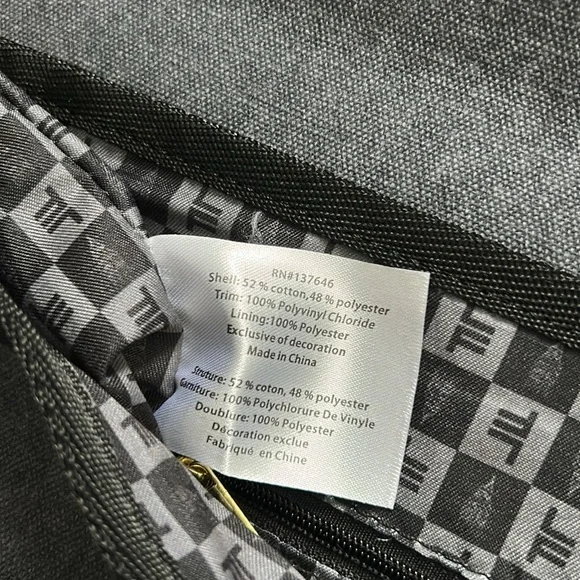 RN#137646
Shell: 52 % cotton, 48 % polyester
Trim: 100% Polyvinyl Chloride
Lining:100% Polyester
Exclusive of decoration
Made in China
Struture: 52 % coton, 48 % polyester
Garniture: 100% Polychlorure De Vinyle
Doublure: 100% Polyester
Décoration exclue
Fabriqué en Chine